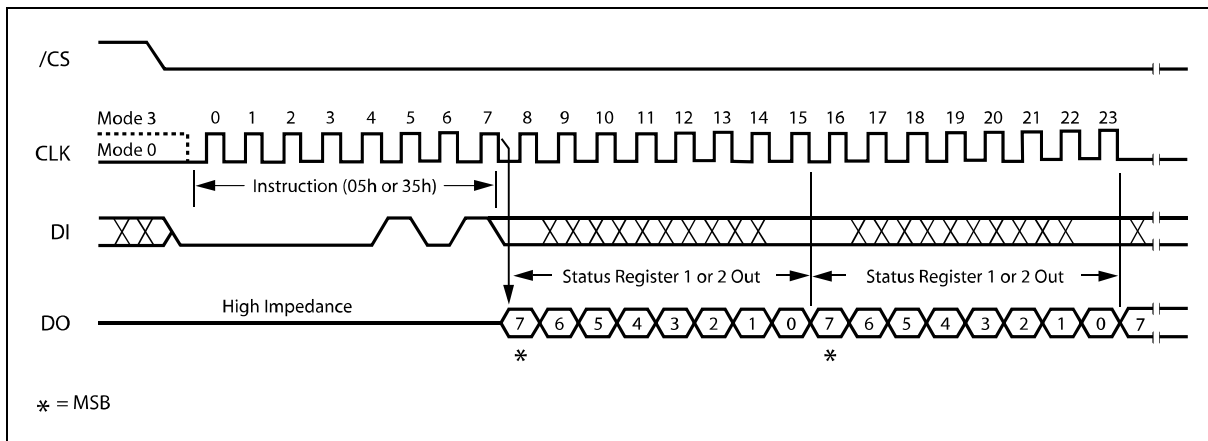 /CS
Mode 3
0 1 2 3 4 5 6 7 8 9 10 11 12 13 14 15 16 17 18 19 20 21 22 23
CLK
Mode 0
Instruction (05h or 35h)
DI
Status Register 1 or 2 Out Status Register 1 or 2 Out
High Impedance
DO
7 6 5 4 3 2 1 0 7 6 5 4 3 2 1 0 7
* *
* = MSB